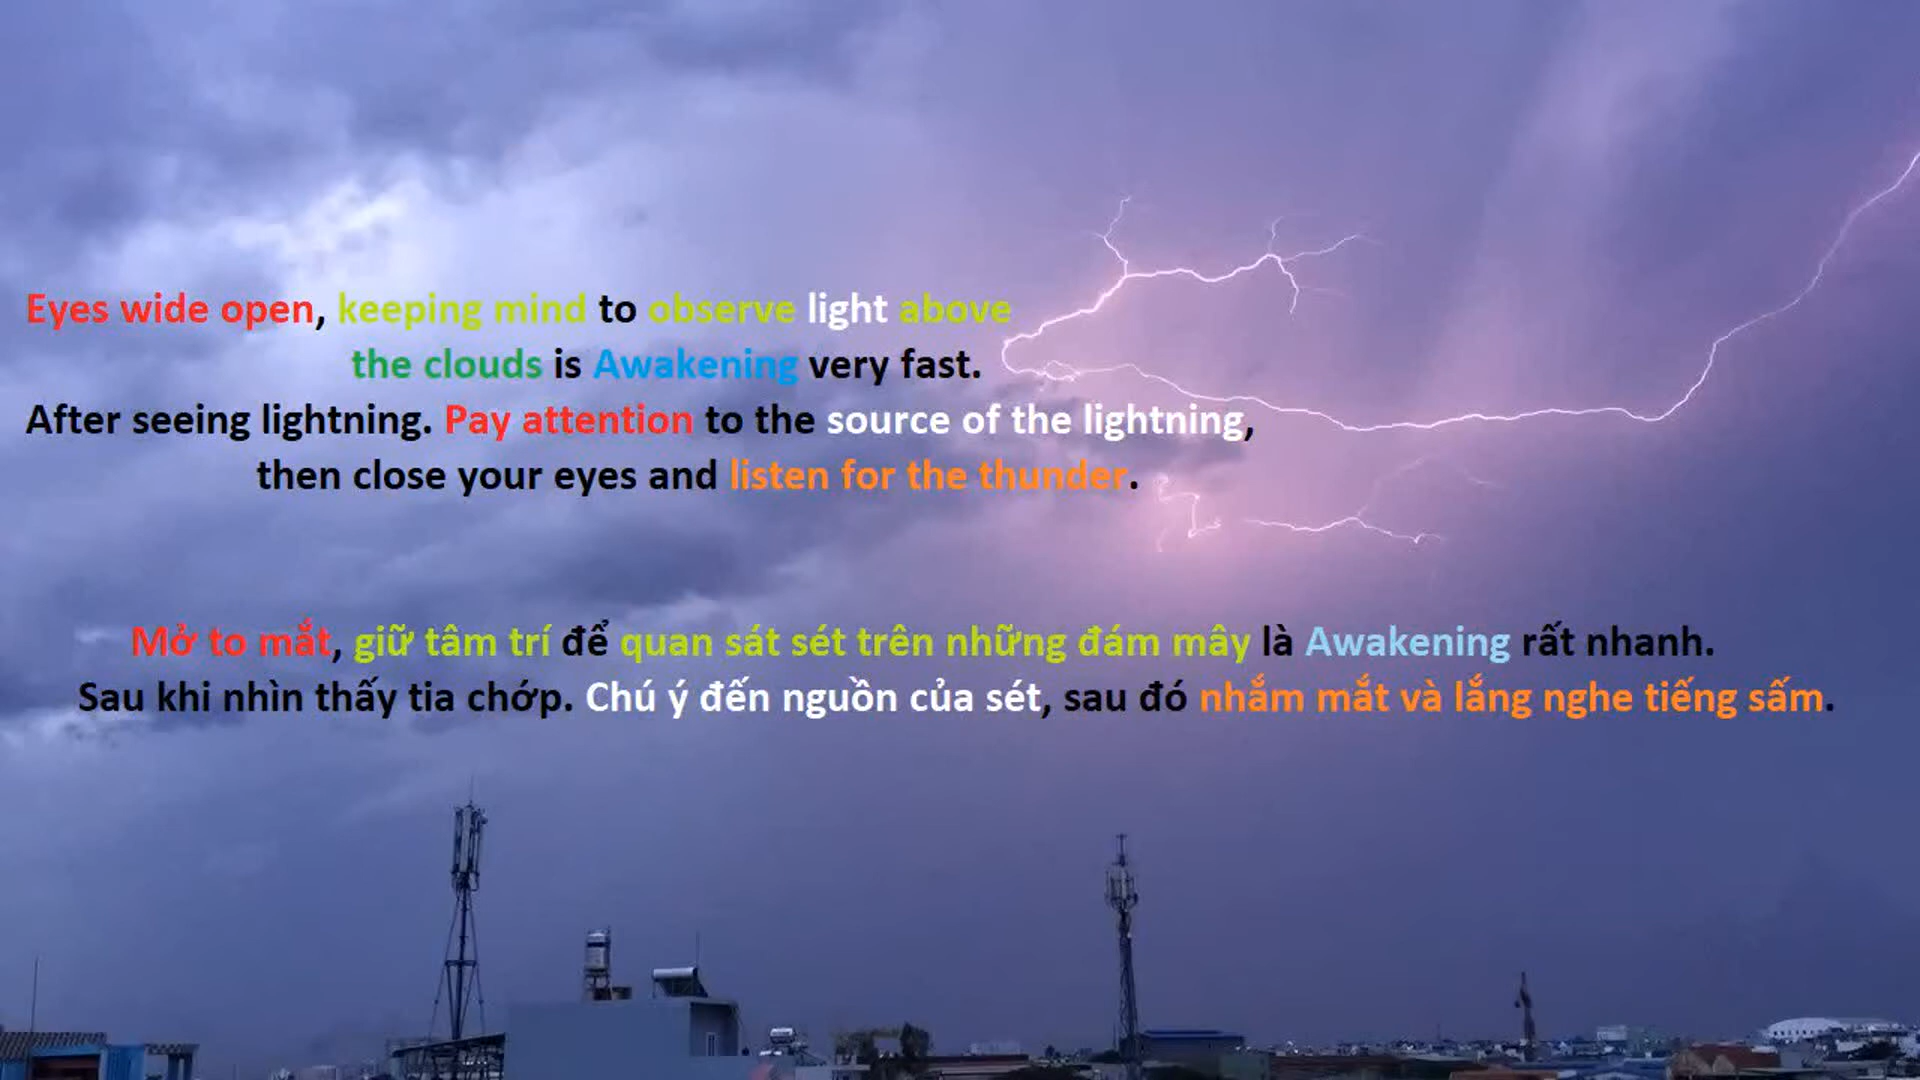 Eyes wide open, keeping mind to observe light above
the clouds is Awakening very fast.
After seeing lightning. Pay attention to the source of the lightning,
then close your eyes and listen for the thunder.
Mở to mắt, giữ tâm trí để quan sát sét trên những đám mây là Awakening rất nhanh.
Sau khi nhìn thấy tia chớp. Chú ý đến nguồn của sét, sau đó nhắm mắt và lắng nghe tiếng sấm.